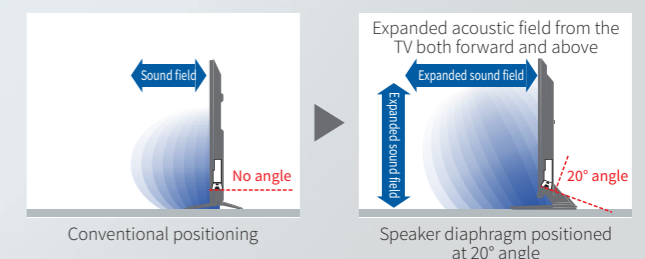 Sound field
No angle
Conventional positioning
Expanded acoustic field from the
TV both forward and above
Expanded sound field
Expanded sound field
20° angle
Speaker diaphragm positioned
at 20° angle